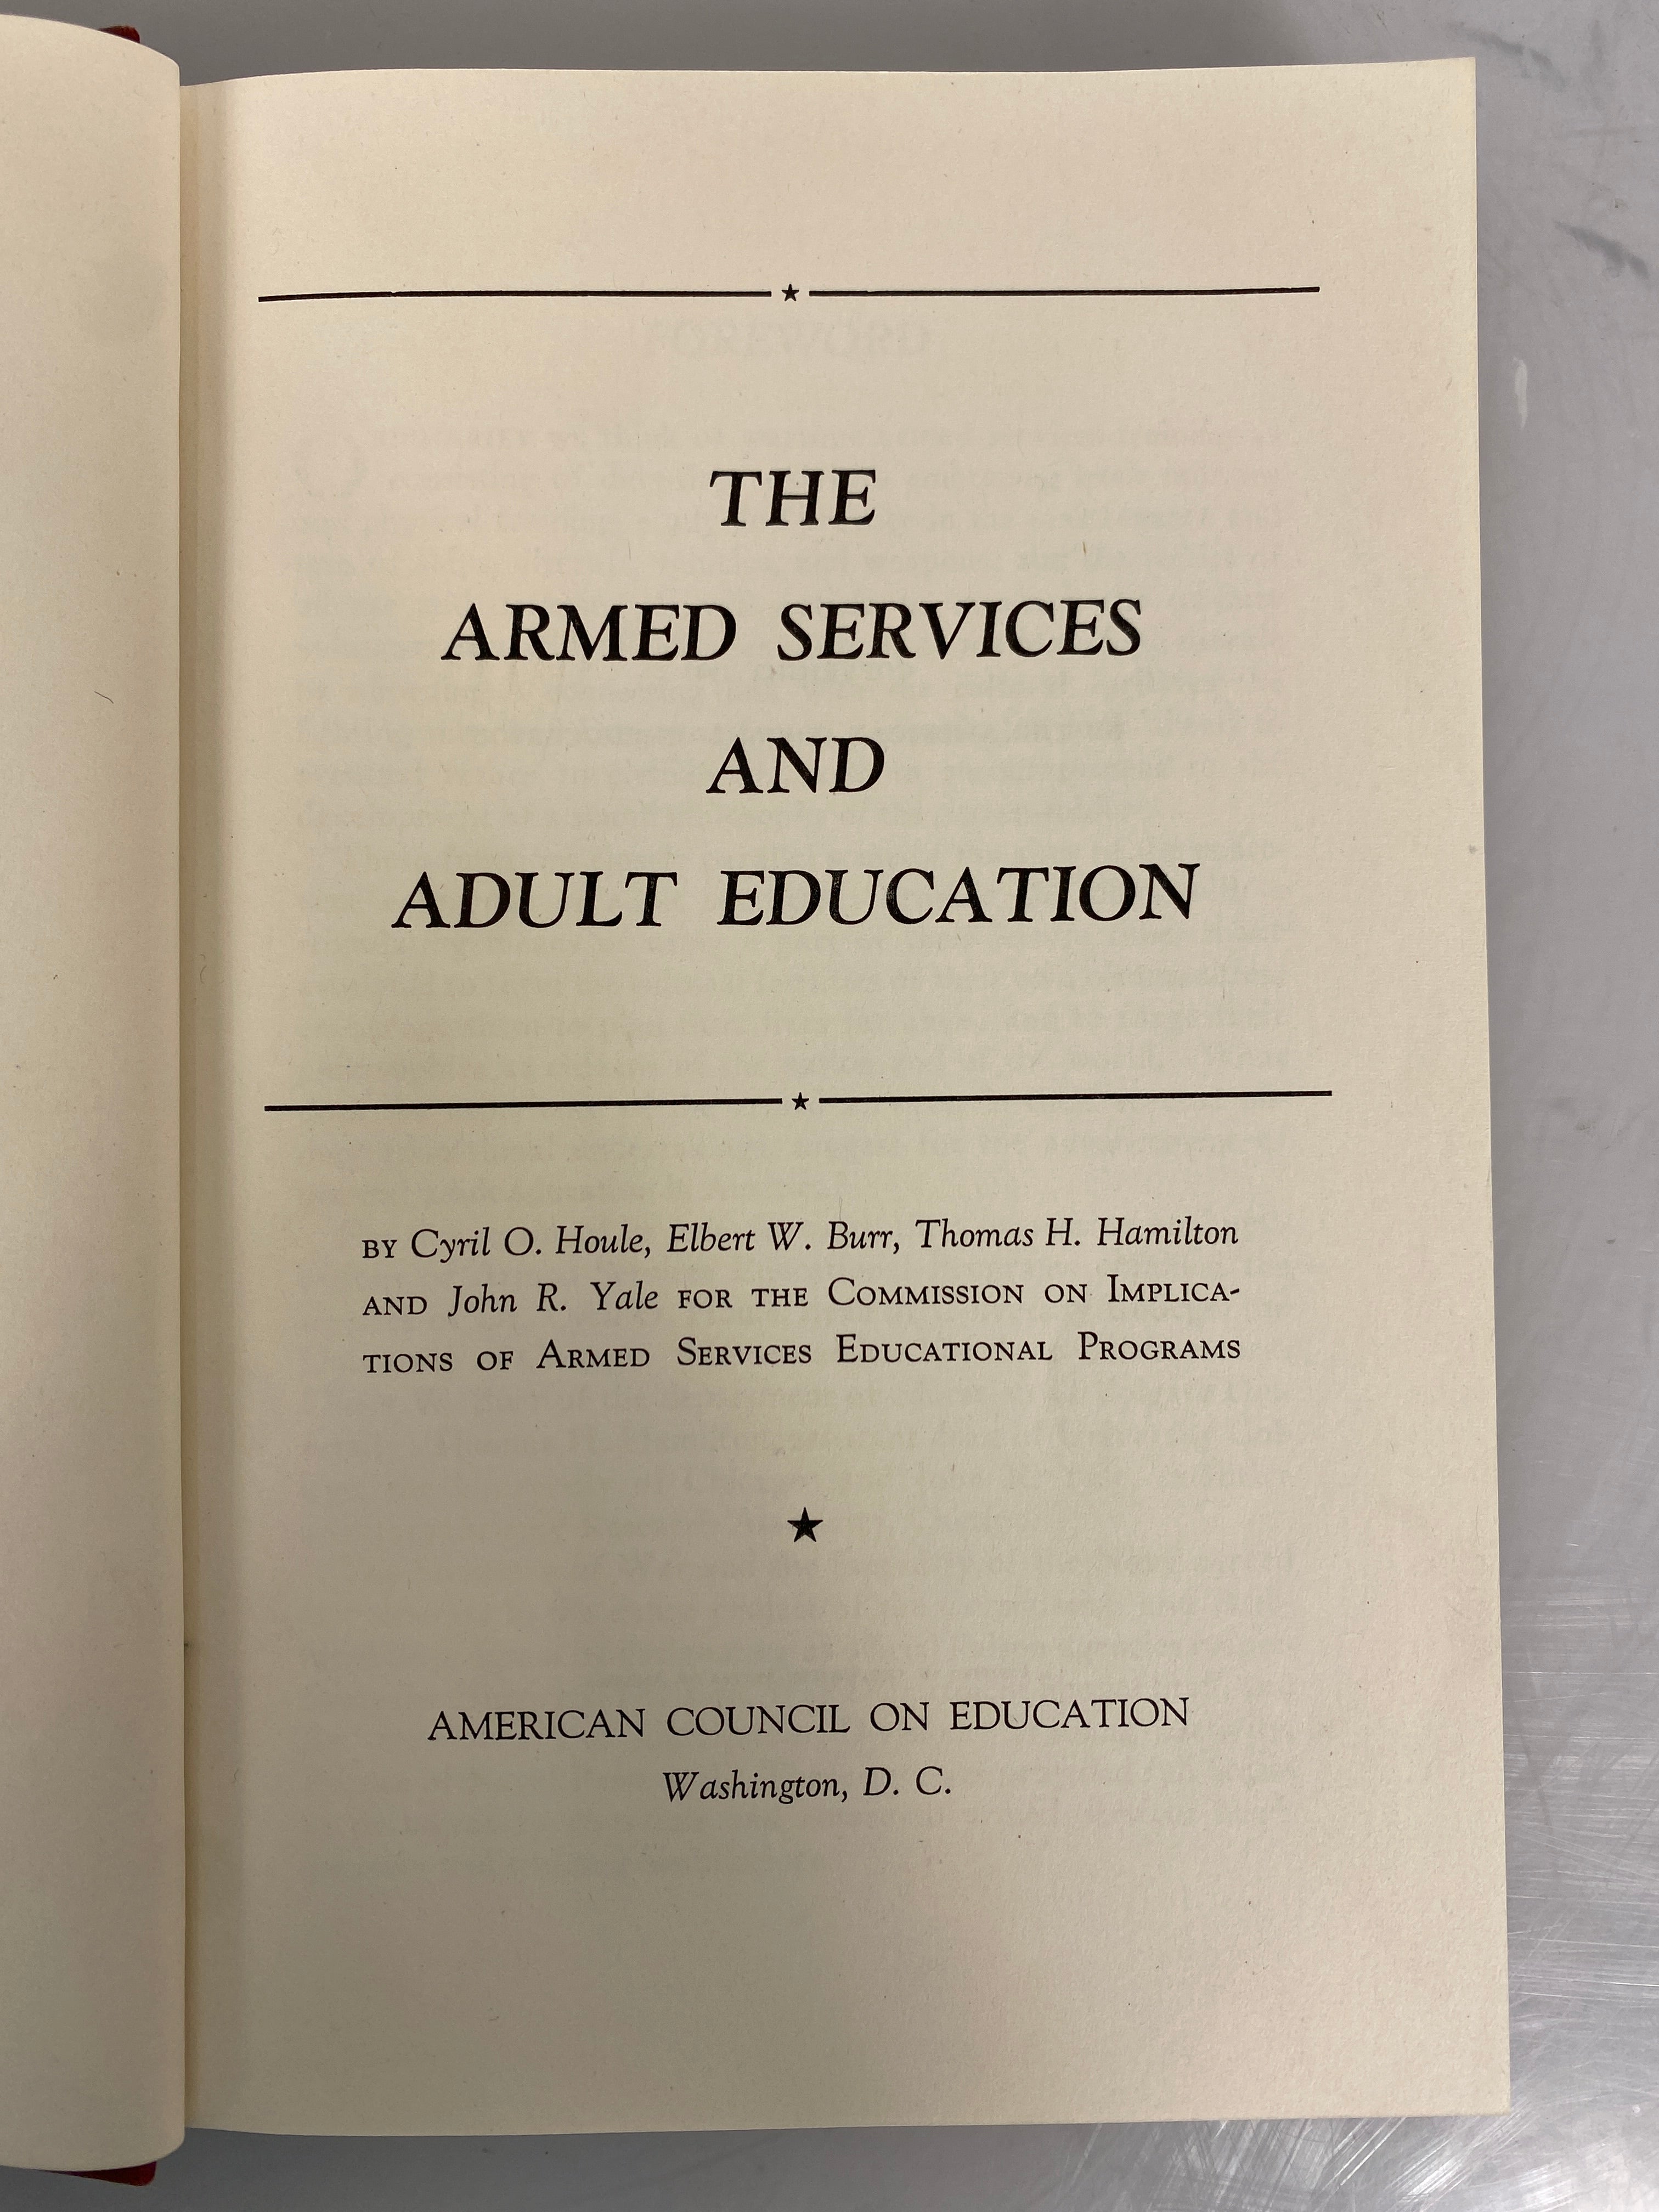 THE
ARMED SERVICES
AND
ADULT EDUCATION
BY Cyril O. Houle, Elbert W. Burr, Thomas H. Hamilton
AND John R. Yale FOR THE COMMISSION ON IMPLICA-
TIONS OF ARMED SERVICES EDUCATIONAL PROGRAMS
AMERICAN COUNCIL ON EDUCATION
Washington, D. C.